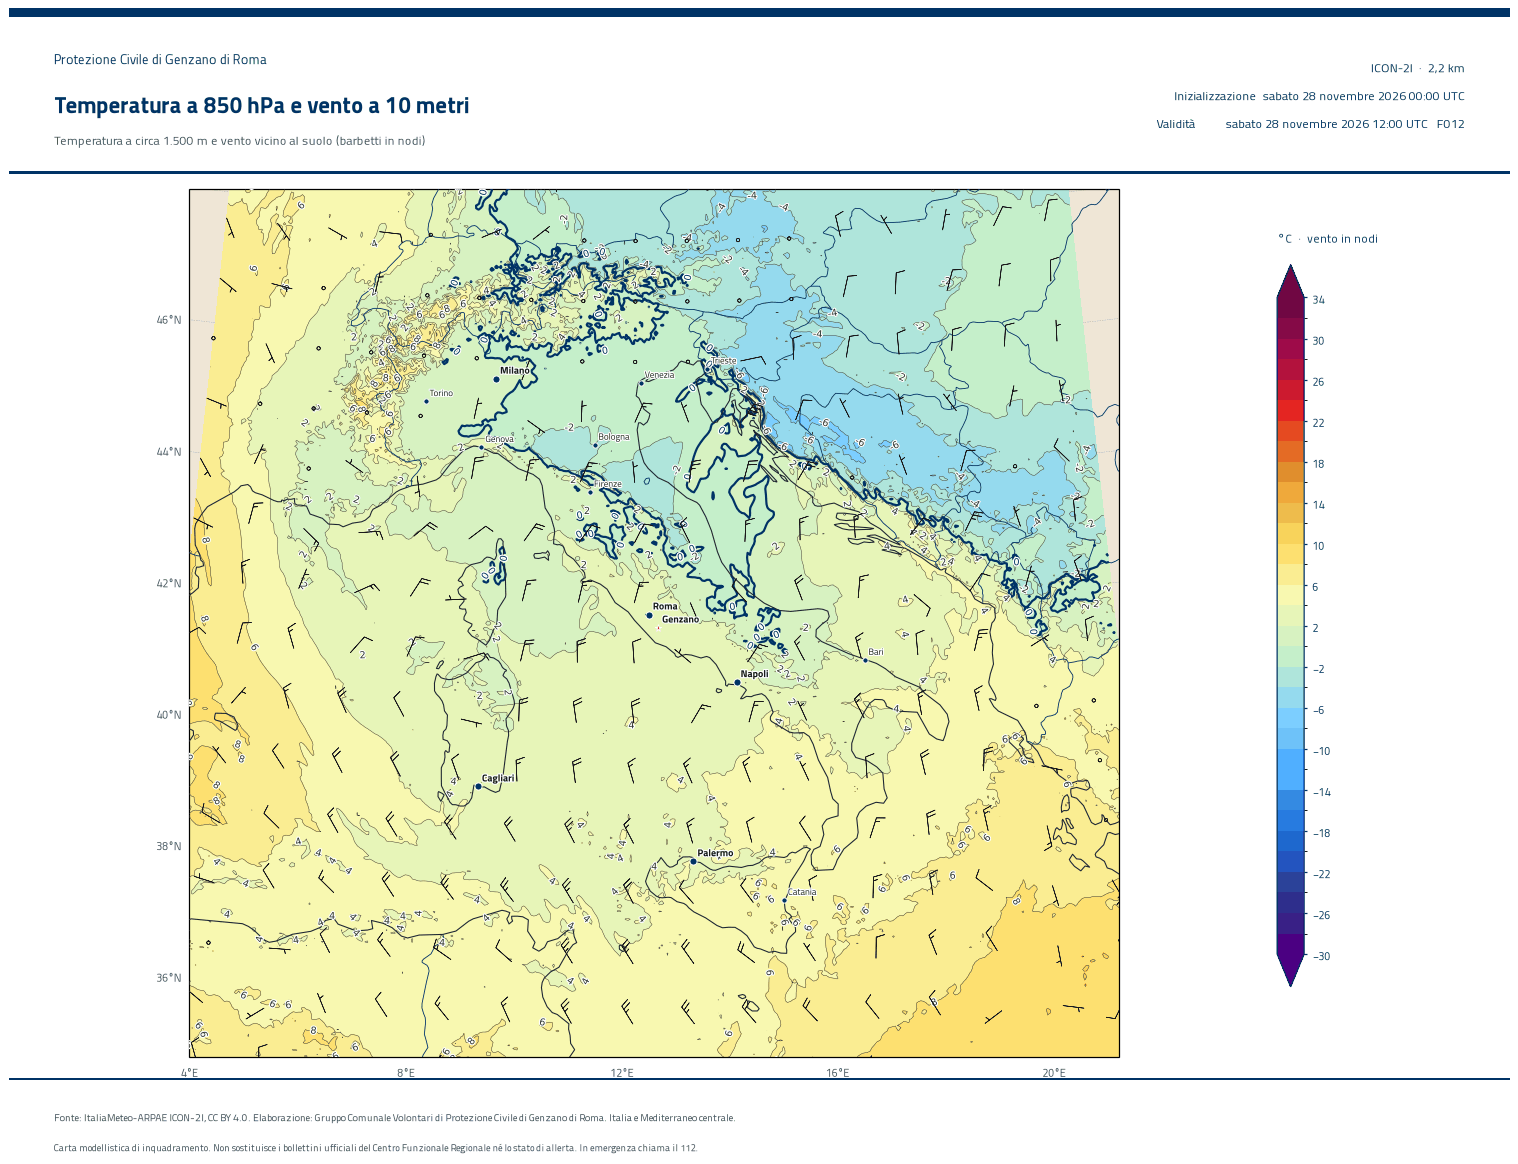 Protezione Civile di Genzano di Roma
Temperatura a 850 hPa e vento a 10 metri
Temperatura a circa 1.500 m e vento vicino al suolo (barbetti in nodi)
ICON-2I · 2,2 km
Inizializzazione sabato 28 novembre 2026 00:00 UTC
Validità sabato 28 novembre 2026 12:00 UTC F012
°C · vento in nodi
34
30
26
22
18
14
10
6
2
−2
−6
−10
−14
−18
−22
−26
−30
46°N
44°N
42°N
40°N
38°N
36°N
4°E
8°E
12°E
16°E
20°E
Trieste
Milano
Venezia
Torino
Genova
Bologna
Firenze
Roma
Genzano
Bari
Napoli
Cagliari
Palermo
Catania
Fonte: ItaliaMeteo-ARPAE ICON-2I, CC BY 4.0. Elaborazione: Gruppo Comunale Volontari di Protezione Civile di Genzano di Roma. Italia e Mediterraneo centrale.
Carta modellistica di inquadramento. Non sostituisce i bollettini ufficiali del Centro Funzionale Regionale né lo stato di allerta. In emergenza chiama il 112.